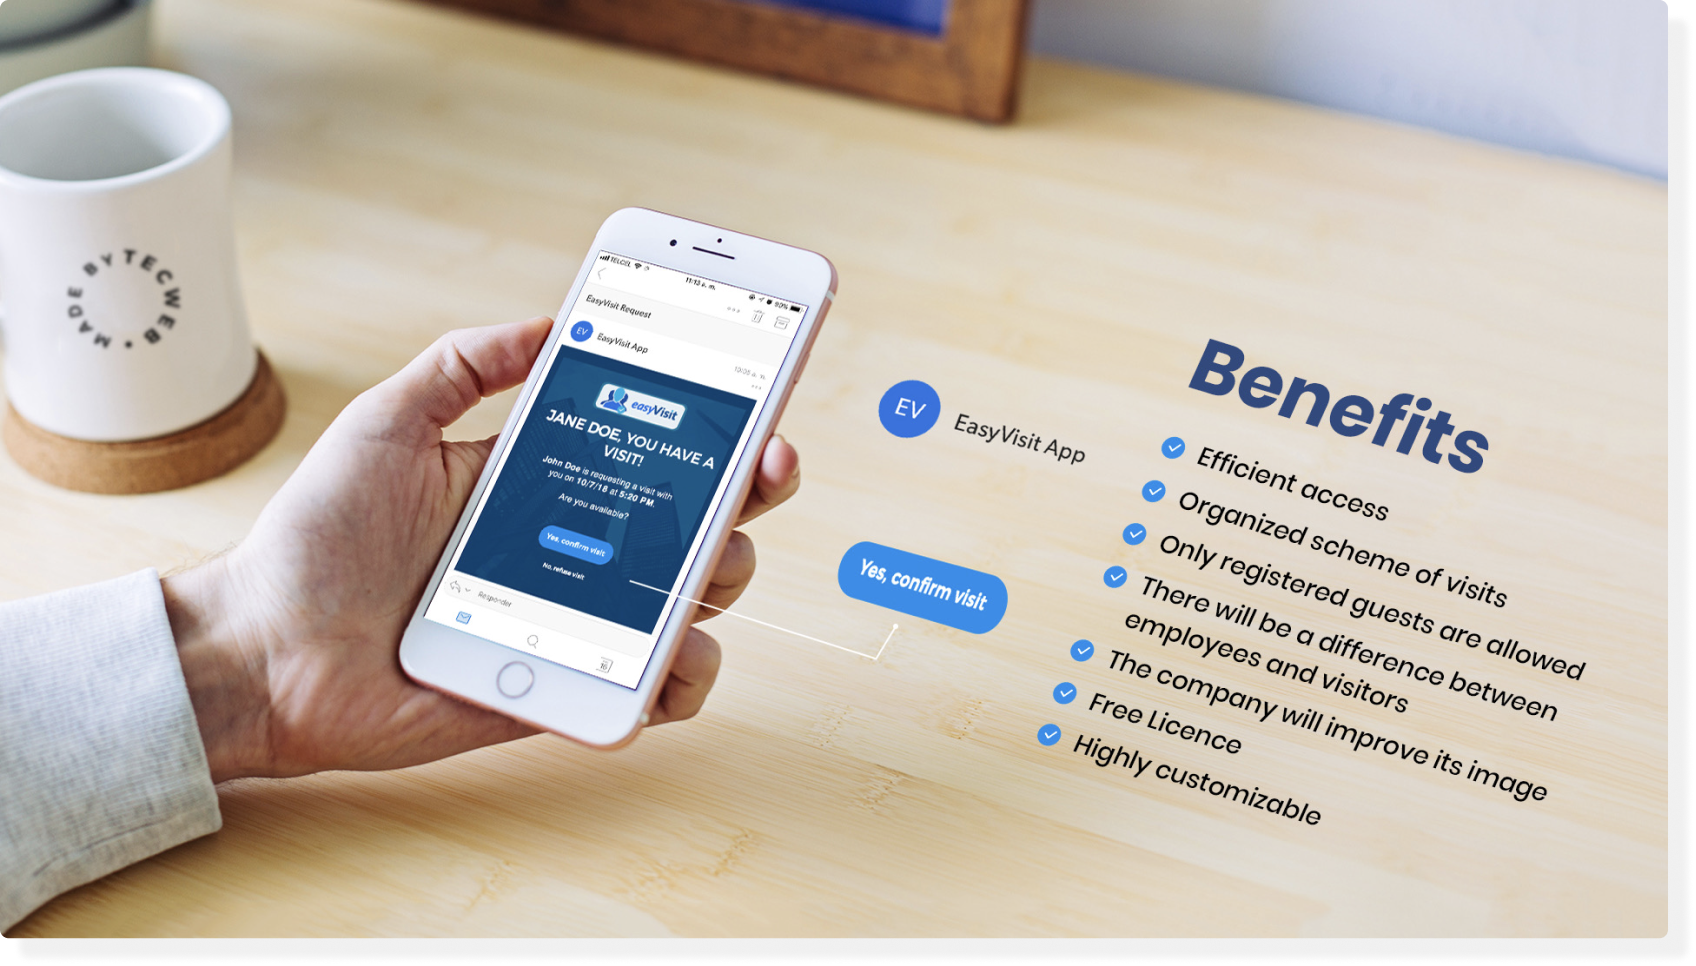 MADE BY TECWEB •
TELCEL
11:13 a. m.
90%
EasyVisit Request
EV
EasyVisit App
10:05 a. m.
easyVisit
JANE DOE, YOU HAVE A
VISIT!
John Doe is requesting a visit with
you on 10/7/18 at 5:20 PM.
Are you available?
Yes, confirm visit
No, refuse visit
Responder
EV
EasyVisit App
Yes, confirm visit
Benefits
Efficient access
Organized scheme of visits
Only registered guests are allowed
There will be a difference between
employees and visitors
The company will improve its image
Free Licence
Highly customizable